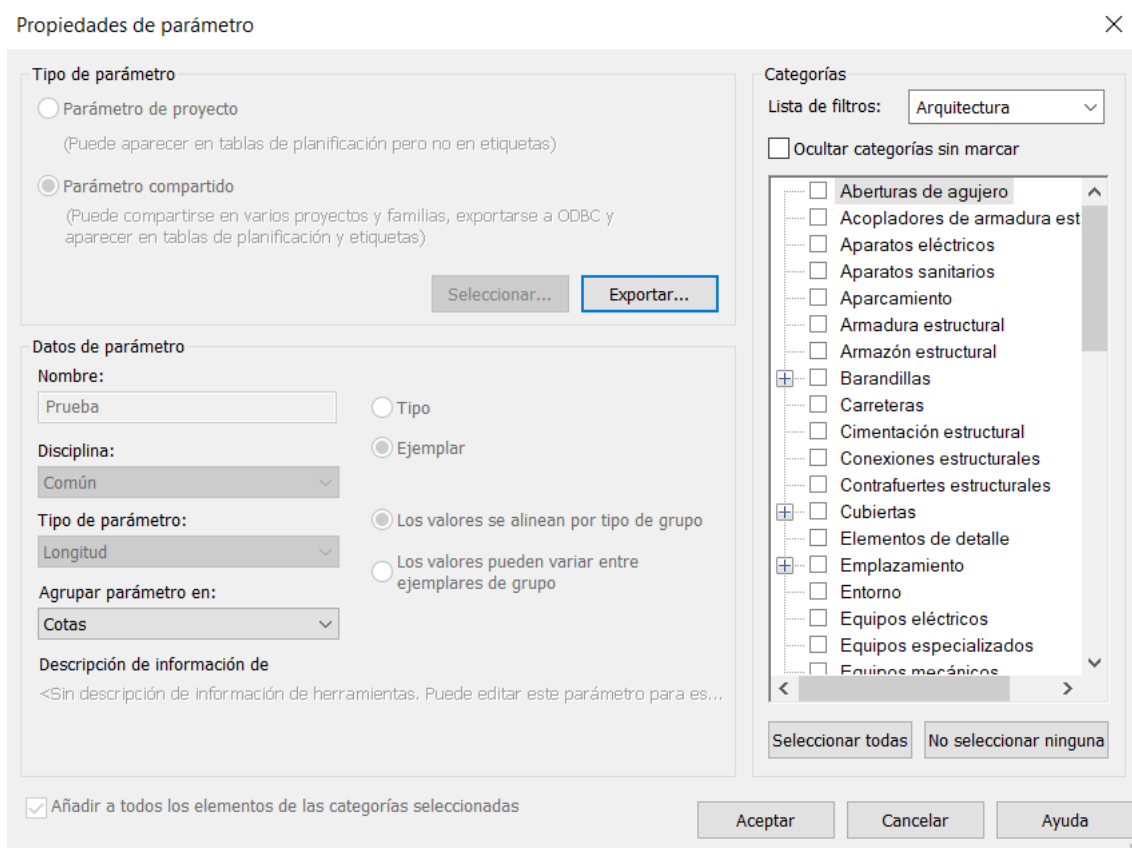 Propiedades de parámetro
Tipo de parámetro
Parámetro de proyecto
(Puede aparecer en tablas de planificación pero no en etiquetas)
Parámetro compartido
(Puede compartirse en varios proyectos y familias, exportarse a ODBC y
aparecer en tablas de planificación y etiquetas)
Seleccionar...
Exportar...
Datos de parámetro
Nombre:
Prueba
Tipo
Disciplina:
Ejemplar
Común
Tipo de parámetro:
Los valores se alinean por tipo de grupo
Longitud
Los valores pueden variar entre
ejemplares de grupo
Agrupar parámetro en:
Cotas
Descripción de información de
<Sin descripción de información de herramientas. Puede editar este parámetro para es...
Añadir a todos los elementos de las categorías seleccionadas
Categorías
Lista de filtros:
Arquitectura
Ocultar categorías sin marcar
Aberturas de agujero
Acopladores de armadura est
Aparatos eléctricos
Aparatos sanitarios
Aparcamiento
Armadura estructural
Armazón estructural
Barandillas
Carreteras
Cimentación estructural
Conexiones estructurales
Contrafuertes estructurales
Cubiertas
Elementos de detalle
Emplazamiento
Entorno
Equipos eléctricos
Equipos especializados
Equipos mecánicos
Seleccionar todas
No seleccionar ninguna
Aceptar
Cancelar
Ayuda